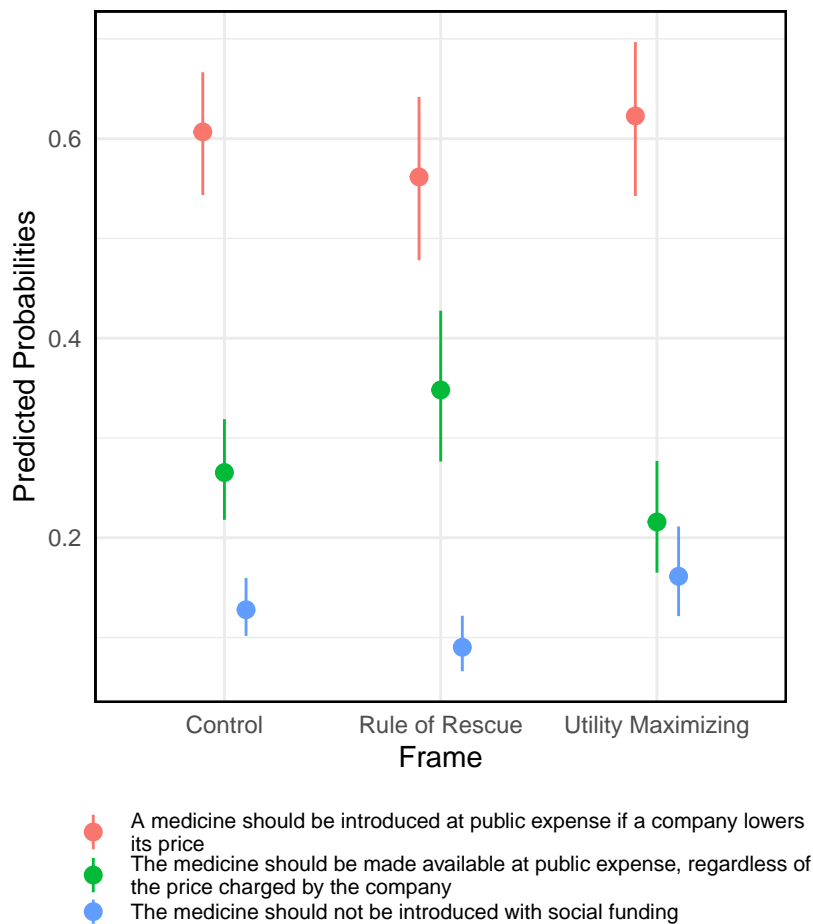 0.6
0.4
0.2
Predicted Probabilities
Control
Rule of Rescue
Utility Maximizing
Frame
A medicine should be introduced at public expense if a company lowers
its price
The medicine should be made available at public expense, regardless of
the price charged by the company
The medicine should not be introduced with social funding